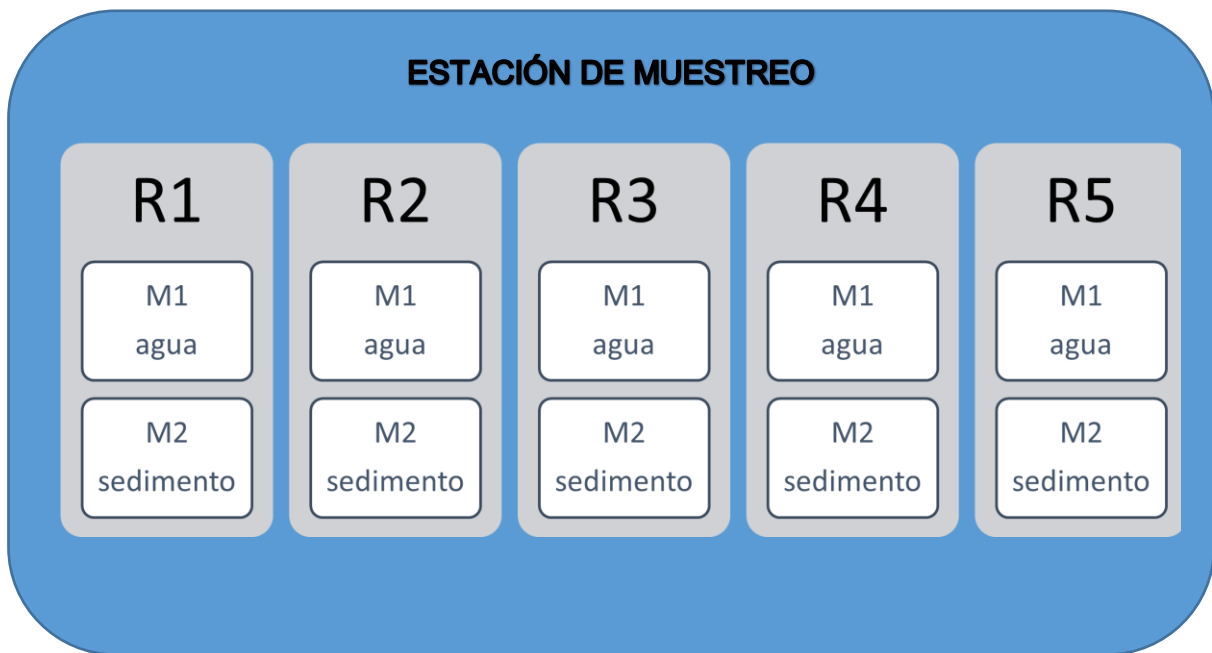 ESTACIÓN DE MUESTREO
R1
M1
agua
M2
sedimento
R2
M1
agua
M2
sedimento
R3
M1
agua
M2
sedimento
R4
M1
agua
M2
sedimento
R5
M1
agua
M2
sedimento